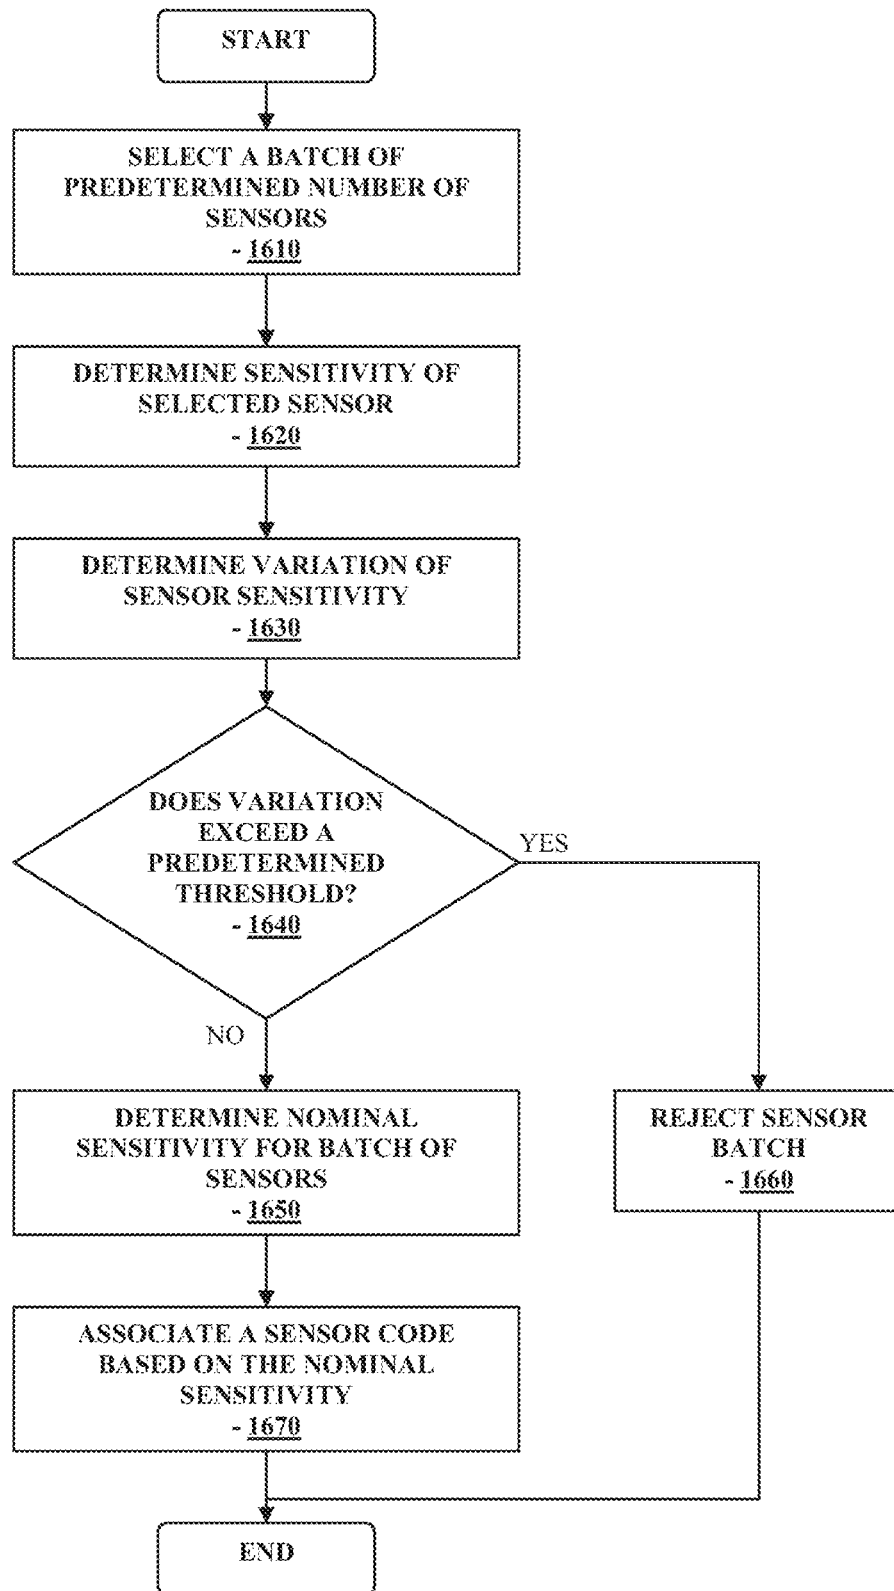 START
SELECT A BATCH OF
PREDETERMINED NUMBER OF
SENSORS
- 1610
DETERMINE SENSITIVITY OF
SELECTED SENSOR
- 1620
DETERMINE VARIATION OF
SENSOR SENSITIVITY
- 1630
DOES VARIATION
EXCEED A
PREDETERMINED
THRESHOLD?
- 1640
YES
NO
DETERMINE NOMINAL
SENSITIVITY FOR BATCH OF
SENSORS
- 1650
REJECT SENSOR
BATCH
- 1660
ASSOCIATE A SENSOR CODE
BASED ON THE NOMINAL
SENSITIVITY
- 1670
END